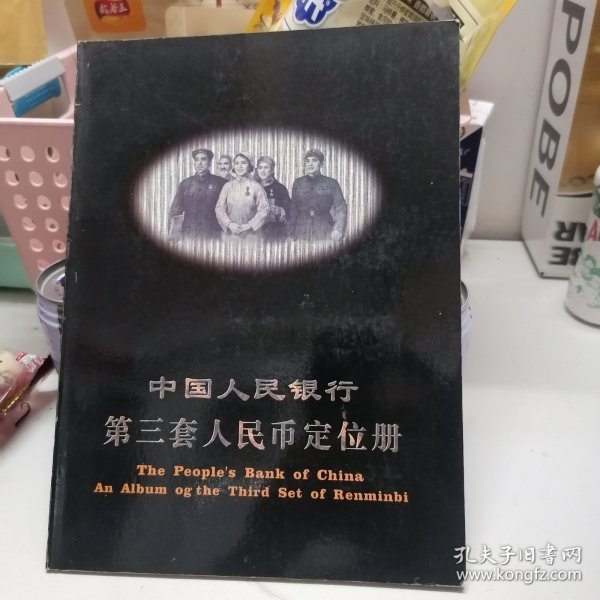 POBE
中国人民银行
第三套人民币定位册
The People's Bank of China
An Album og the Third Set of Renminbi
孔夫子旧书网
www.kongfz.com